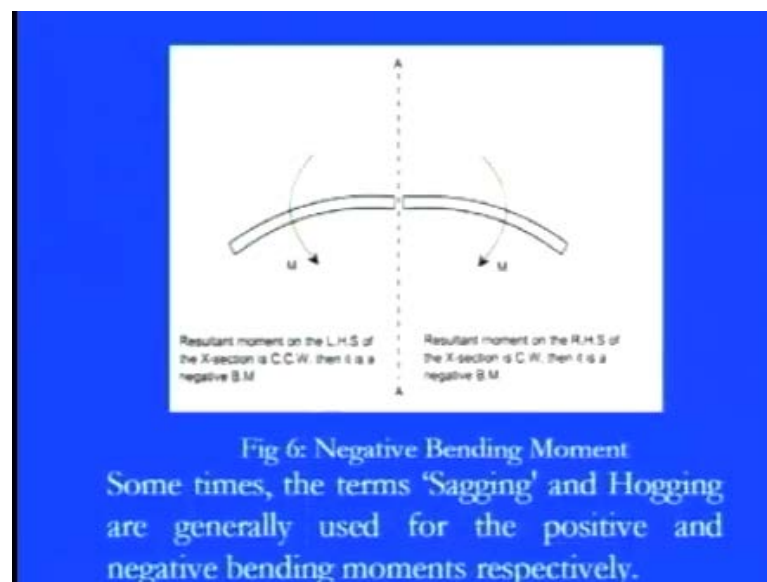 A
M
M
Resultant moment on the L.H.S of
the X-section is C.C.W. then it is a
negative B.M
Resultant moment on the R.H.S of
the X-section is C.W. then it is a
negative B.M
A
Fig 6: Negative Bending Moment
Some times, the terms ‘Sagging' and Hogging
are generally used for the positive and
negative bending moments respectively.